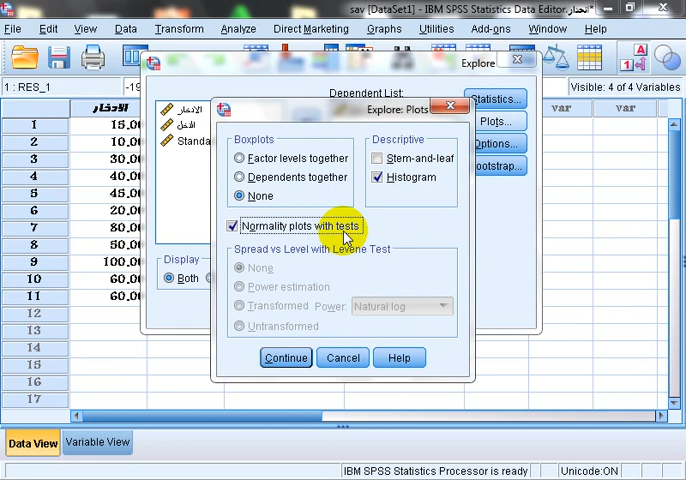 *انحدار.sav [DataSet1] - IBM SPSS Statistics Data Editor
File Edit View Data Transform Analyze Direct Marketing Graphs Utilities Add-ons Window Help
1 : RES_1 -19
Visible: 4 of 4 Variables
الادخار var var
1 15.00
2 10.00
3 30.00
4 40.00
5 45.00
6 20.00
7 80.00
8 50.00
9 100.00
10 60.00
11 60.00
12
13
14
15
16
17
Explore
Dependent List:
الادخار
الدخل
Standa
Statistics...
Plots...
Options...
ootstrap...
Display
Both
Explore: Plots
Boxplots
Factor levels together
Dependents together
None
Descriptive
Stem-and-leaf
Histogram
Normality plots with tests
Spread vs Level with Levene Test
None
Power estimation
Transformed Power: Natural log
Untransformed
Continue Cancel Help
Data View Variable View
IBM SPSS Statistics Processor is ready Unicode:ON